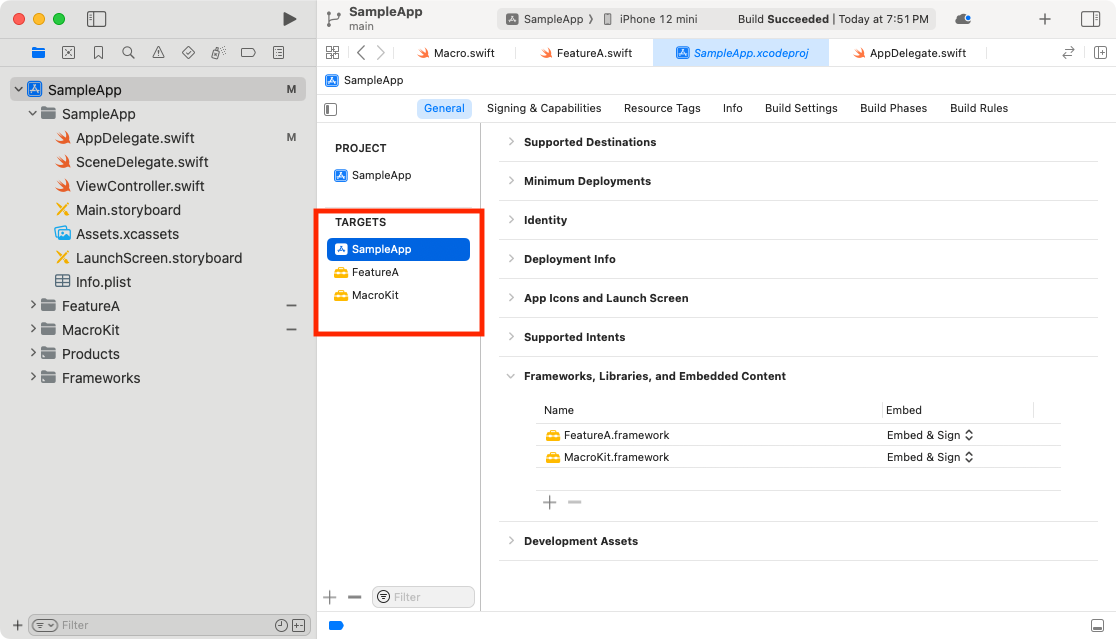 SampleApp
main
SampleApp 〉 iPhone 12 mini
Build Succeeded | Today at 7:51 PM
Macro.swift
FeatureA.swift
SampleApp.xcodeproj
AppDelegate.swift
SampleApp M
SampleApp
AppDelegate.swift M
SceneDelegate.swift
ViewController.swift
Main.storyboard
Assets.xcassets
LaunchScreen.storyboard
Info.plist
FeatureA
MacroKit
Products
Frameworks
Filter
SampleApp
General
Signing & Capabilities
Resource Tags
Info
Build Settings
Build Phases
Build Rules
PROJECT
SampleApp
TARGETS
SampleApp
FeatureA
MacroKit
Filter
Supported Destinations
Minimum Deployments
Identity
Deployment Info
App Icons and Launch Screen
Supported Intents
Frameworks, Libraries, and Embedded Content
Name Embed
FeatureA.framework Embed & Sign
MacroKit.framework Embed & Sign
Development Assets